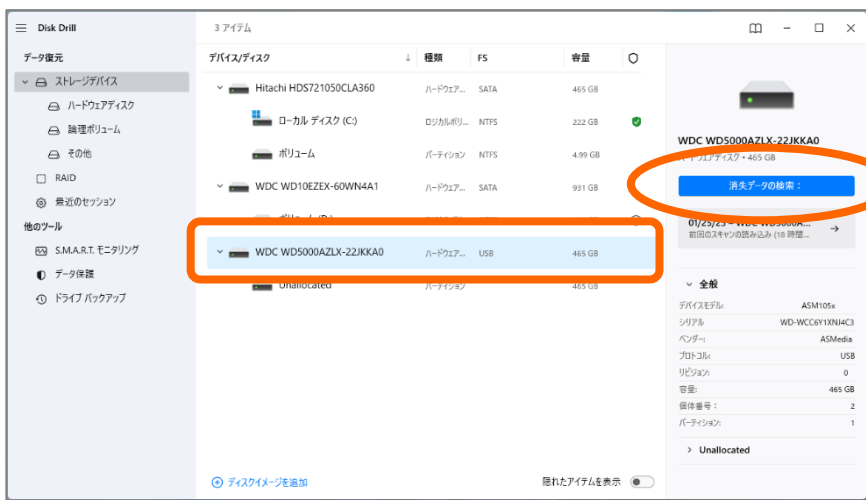 Disk Drill
データ復元
ストレージデバイス
ハードウェアディスク
論理ボリューム
その他
RAID
最近のセッション
他のツール
S.M.A.R.T. モニタリング
データ保護
ドライブ バックアップ
3 アイテム
デバイス/ディスク ↓ 種類 FS 容量
Hitachi HDS721050CLA360 ハードウェア... SATA 465 GB
ローカル ディスク (C:) ロジカルボリ... NTFS 222 GB
ボリューム パーティション NTFS 4.99 GB
WDC WD10EZEX-60WN4A1 ハードウェア... SATA 931 GB
WDC WD5000AZLX-22JKKA0 ハードウェア... USB 465 GB
Unallocated パーティション 465 GB
ディスクイメージを追加
隠れたアイテムを表示
WDC WD5000AZLX-22JKKA0
ハードウェアディスク • 465 GB
消失データの検索：
01/25/25 – WDC WD5000A...
前回のスキャンの読み込み (18 時間... →
全般
デバイスモデル: ASM105x
シリアル WD-WCC6Y1XNJ4C3
ベンダー: ASMedia
プロトコル: USB
リビジョン: 0
容量: 465 GB
個体番号： 2
パーティション: 1
Unallocated